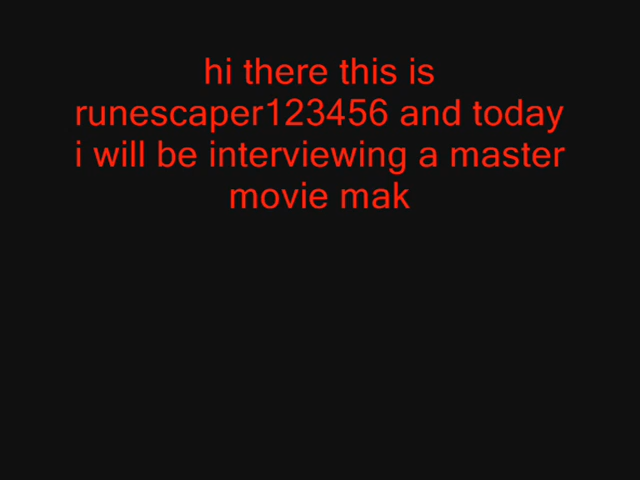 hi there this is
runescaper123456 and today
i will be interviewing a master
movie mak